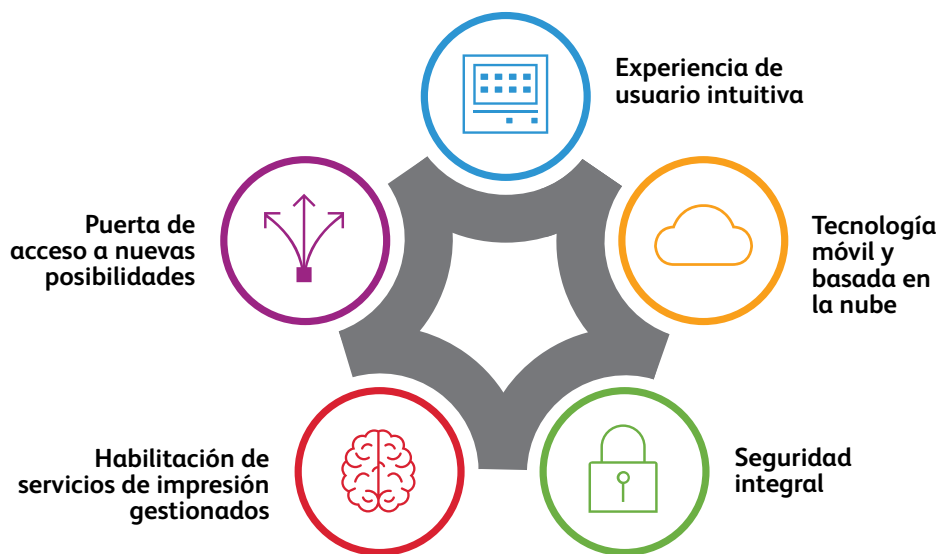 Experiencia de
usuario intuitiva
Tecnología
móvil y
basada en
la nube
Seguridad
integral
Habilitación de
servicios de impresión
gestionados
Puerta de
acceso a nuevas
posibilidades